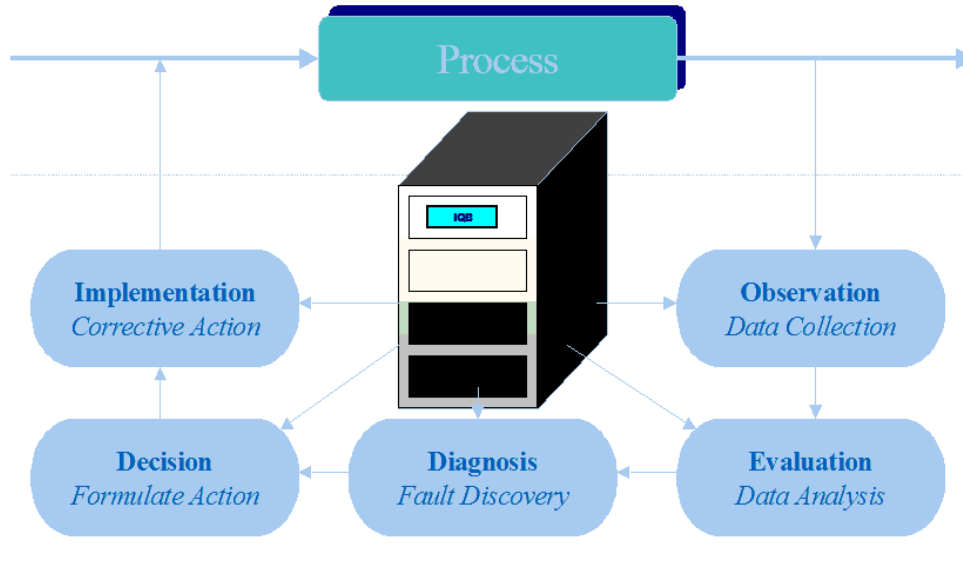 Process
IQB
Implementation
Corrective Action
Observation
Data Collection
Decision
Formulate Action
Diagnosis
Fault Discovery
Evaluation
Data Analysis